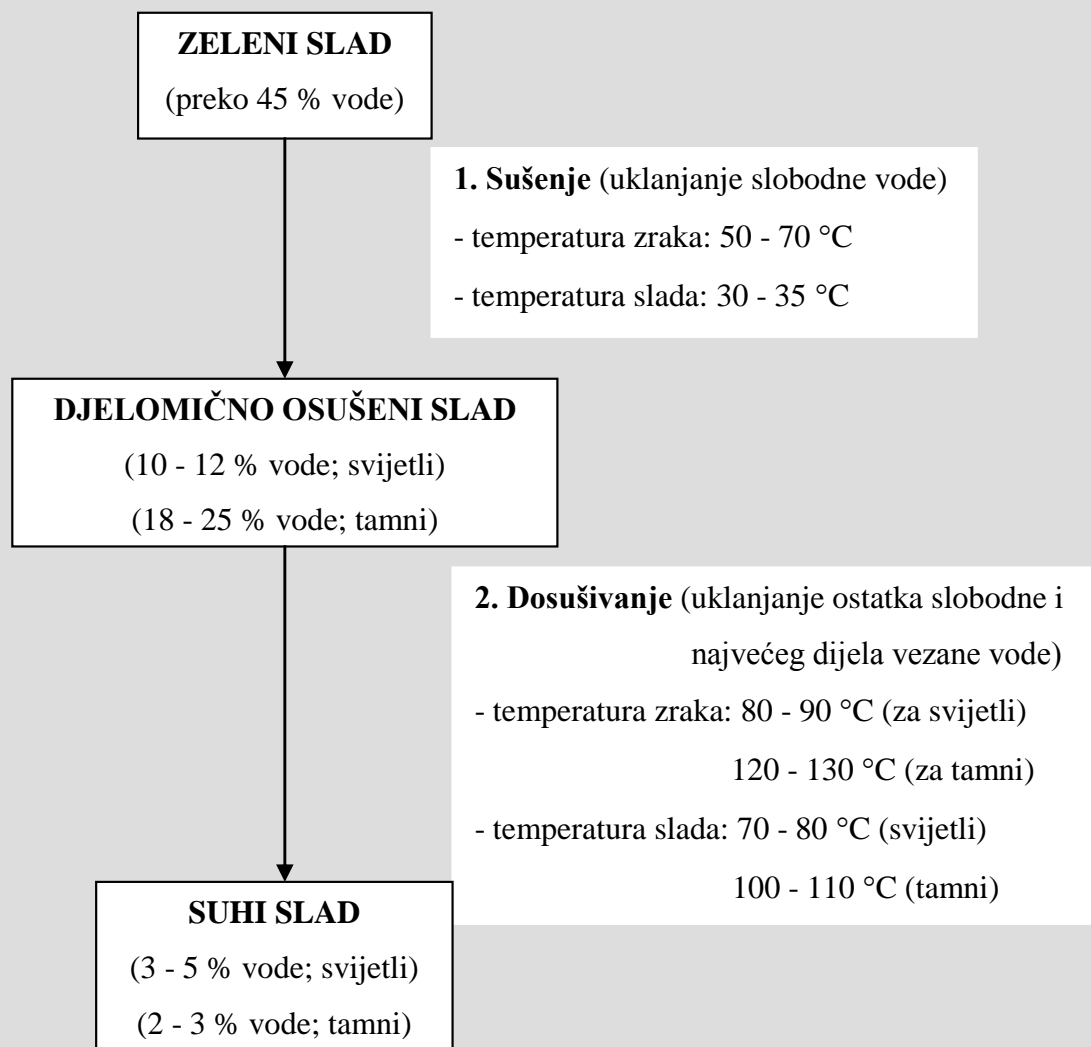 ZELENI SLAD
(preko 45 % vode)
1. Sušenje (uklanjanje slobodne vode)
- temperatura zraka: 50 - 70 °C
- temperatura slada: 30 - 35 °C
DJELOMIČNO OSUŠENI SLAD
(10 - 12 % vode; svijetli)
(18 - 25 % vode; tamni)
2. Dosušivanje (uklanjanje ostatka slobodne i
najvećeg dijela vezane vode)
- temperatura zraka: 80 - 90 °C (za svijetli)
120 - 130 °C (za tamni)
- temperatura slada: 70 - 80 °C (svijetli)
100 - 110 °C (tamni)
SUHI SLAD
(3 - 5 % vode; svijetli)
(2 - 3 % vode; tamni)